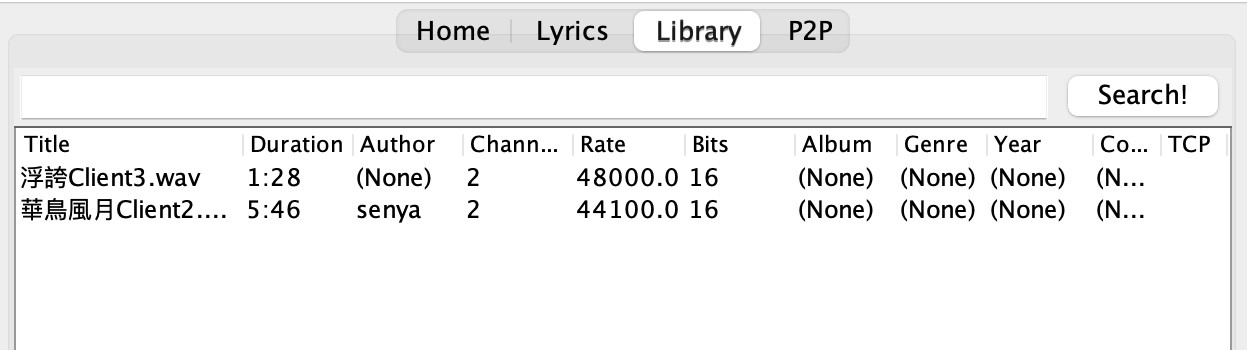 Home Lyrics Library P2P
Search!
Title Duration Author Chann... Rate Bits Album Genre Year Co... TCP
浮誇Client3.wav 1:28 (None) 2 48000.0 16 (None) (None) (None) (N...
華鳥風月Client2.... 5:46 senya 2 44100.0 16 (None) (None) (None) (N...